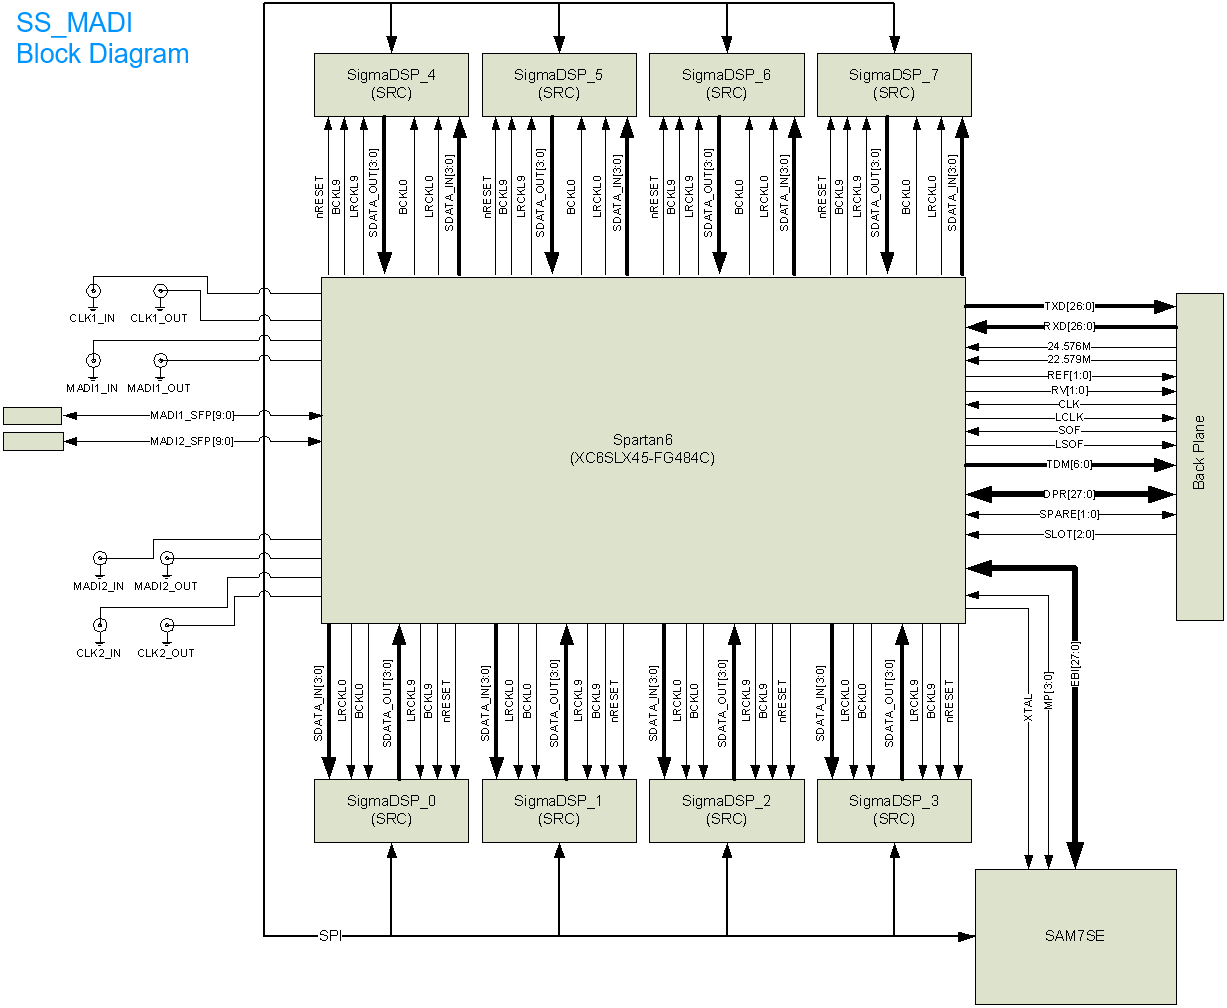 SS_MADI
Block Diagram
SigmaDSP_4
(SRC)
SigmaDSP_5
(SRC)
SigmaDSP_6
(SRC)
SigmaDSP_7
(SRC)
nRESET
BCKL9
LRCKL9
SDATA_OUT[3:0]
BCKL0
LRCKL0
SDATA_IN[3:0]
nRESET
BCKL9
LRCKL9
SDATA_OUT[3:0]
BCKL0
LRCKL0
SDATA_IN[3:0]
nRESET
BCKL9
LRCKL9
SDATA_OUT[3:0]
BCKL0
LRCKL0
SDATA_IN[3:0]
nRESET
BCKL9
LRCKL9
SDATA_OUT[3:0]
BCKL0
LRCKL0
SDATA_IN[3:0]
CLK1_IN
CLK1_OUT
MADI1_IN
MADI1_OUT
MADI1_SFP[9:0]
MADI2_SFP[9:0]
MADI2_IN
MADI2_OUT
CLK2_IN
CLK2_OUT
Spartan6
(XC6SLX45-FG484C)
TXD[26:0]
RXD[26:0]
24.576M
22.579M
REF[1:0]
RV[1:0]
CLK
LCLK
SOF
LSOF
TDM[6:0]
DPR[27:0]
SPARE[1:0]
SLOT[2:0]
Back Plane
SDATA_IN[3:0]
LRCKL0
BCKL0
SDATA_OUT[3:0]
LRCKL9
BCKL9
nRESET
SDATA_IN[3:0]
LRCKL0
BCKL0
SDATA_OUT[3:0]
LRCKL9
BCKL9
nRESET
SDATA_IN[3:0]
LRCKL0
BCKL0
SDATA_OUT[3:0]
LRCKL9
BCKL9
nRESET
SDATA_IN[3:0]
LRCKL0
BCKL0
SDATA_OUT[3:0]
LRCKL9
BCKL9
nRESET
XTAL
MP[3:0]
EBI[27:0]
SigmaDSP_0
(SRC)
SigmaDSP_1
(SRC)
SigmaDSP_2
(SRC)
SigmaDSP_3
(SRC)
SPI
SAM7SE